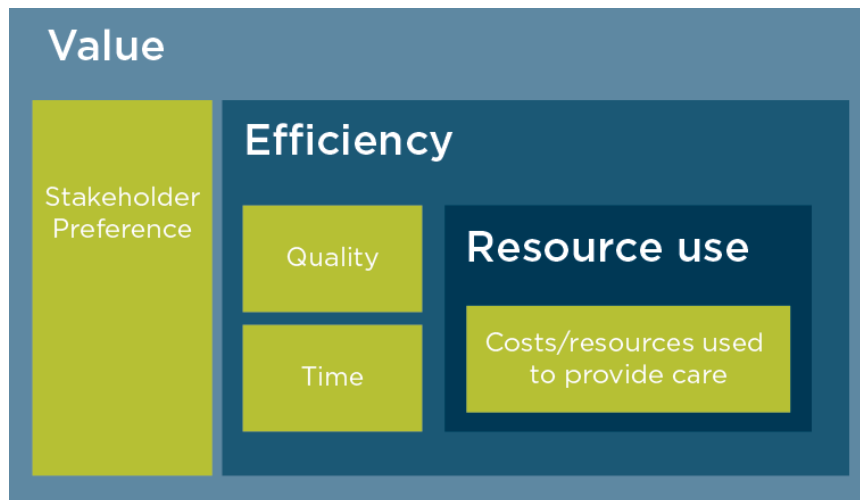 Value
Stakeholder
Preference
Efficiency
Quality
Time
Resource use
Costs/resources used
to provide care